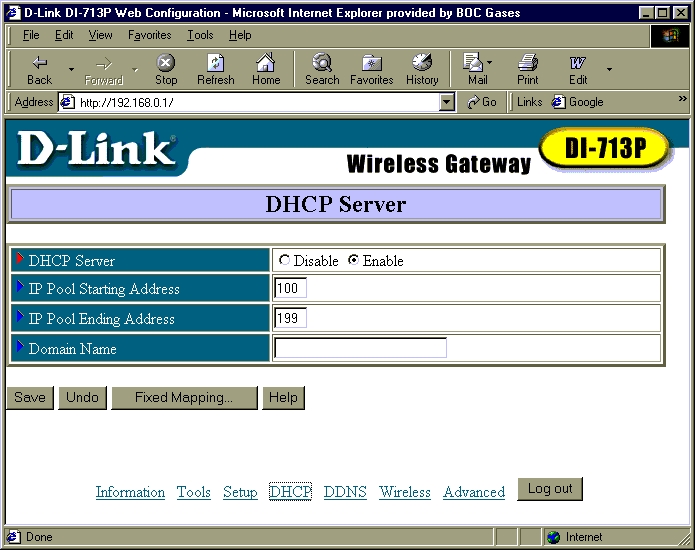 D-Link DI-713P Web Configuration - Microsoft Internet Explorer provided by BOC Gases
File Edit View Favorites Tools Help
Back Forward Stop Refresh Home Search Favorites History Mail Print Edit
Address http://192.168.0.1/ Go Links Google »
D-Link Wireless Gateway DI-713P
DHCP Server
DHCP Server Disable Enable
IP Pool Starting Address 100
IP Pool Ending Address 199
Domain Name
Save Undo Fixed Mapping... Help
Information Tools Setup DHCP DDNS Wireless Advanced Log out
Done Internet